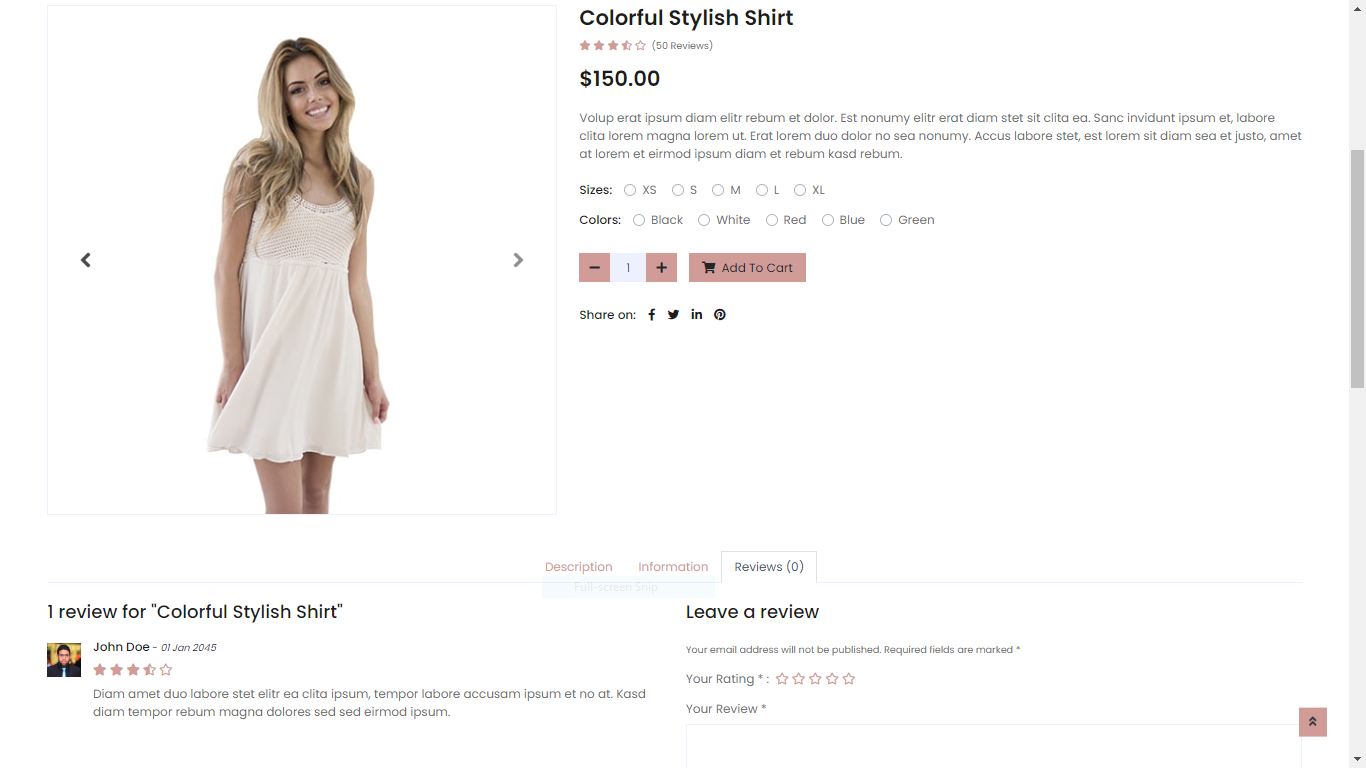 Colorful Stylish Shirt
(50 Reviews)
$150.00
Volup erat ipsum diam elitr rebum et dolor. Est nonumy elitr erat diam stet sit clita ea. Sanc invidunt ipsum et, labore
clita lorem magna lorem ut. Erat lorem duo dolor no sea nonumy. Accus labore stet, est lorem sit diam sea et justo, amet
at lorem et eirmod ipsum diam et rebum kasd rebum.
Sizes: XS S M L XL
Colors: Black White Red Blue Green
1 Add To Cart
Share on:
Description Information Reviews (0)
Full-screen Snip
1 review for "Colorful Stylish Shirt"
John Doe - 01 Jan 2045
Diam amet duo labore stet elitr ea clita ipsum, tempor labore accusam ipsum et no at. Kasd
diam tempor rebum magna dolores sed sed eirmod ipsum.
Leave a review
Your email address will not be published. Required fields are marked *
Your Rating * :
Your Review *